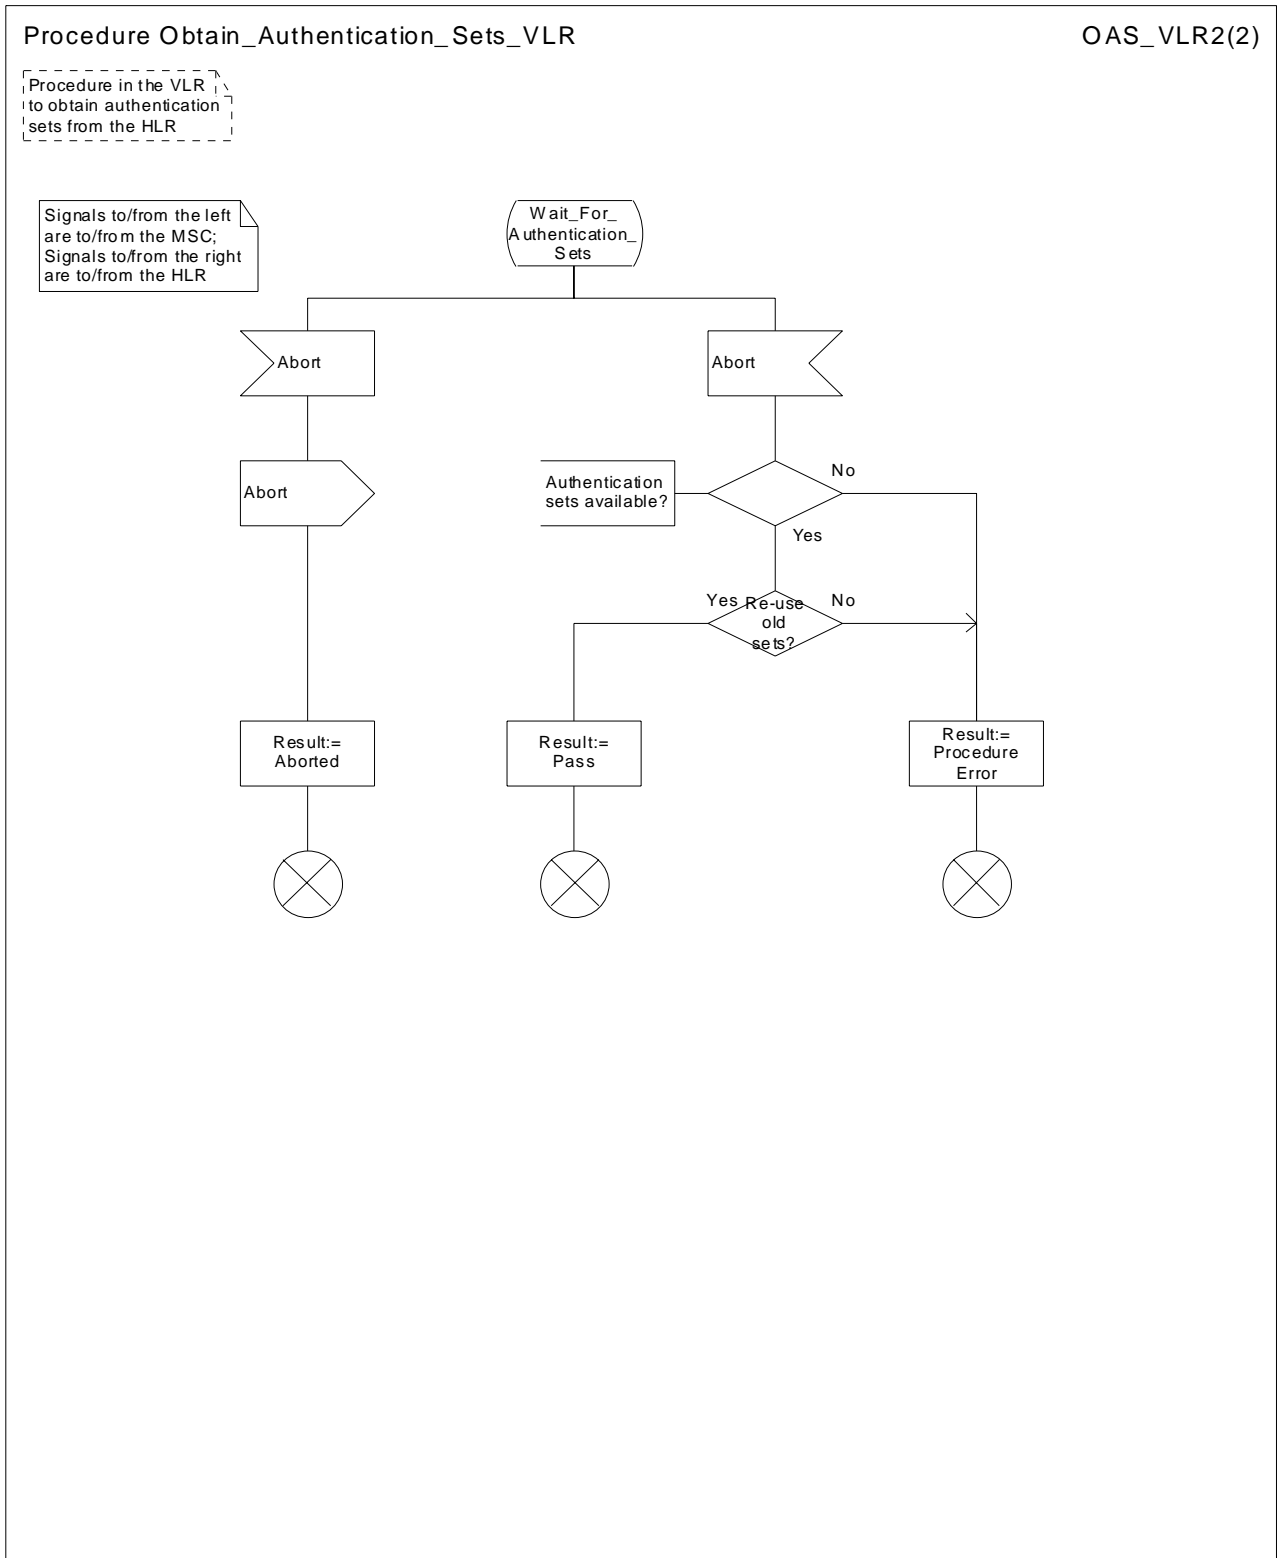 Procedure Obtain_Authentication_Sets_VLR
OAS_VLR2(2)
Procedure in the VLR
to obtain authentication
sets from the HLR
Signals to/from the left
are to/from the MSC;
Signals to/from the right
are to/from the HLR
Wait_For_
Authentication_
Sets
Abort
Abort
Abort
Authentication
sets available?
No
Yes
Yes
Re-use
old
sets?
No
Result:=
Aborted
Result:=
Pass
Result:=
Procedure
Error